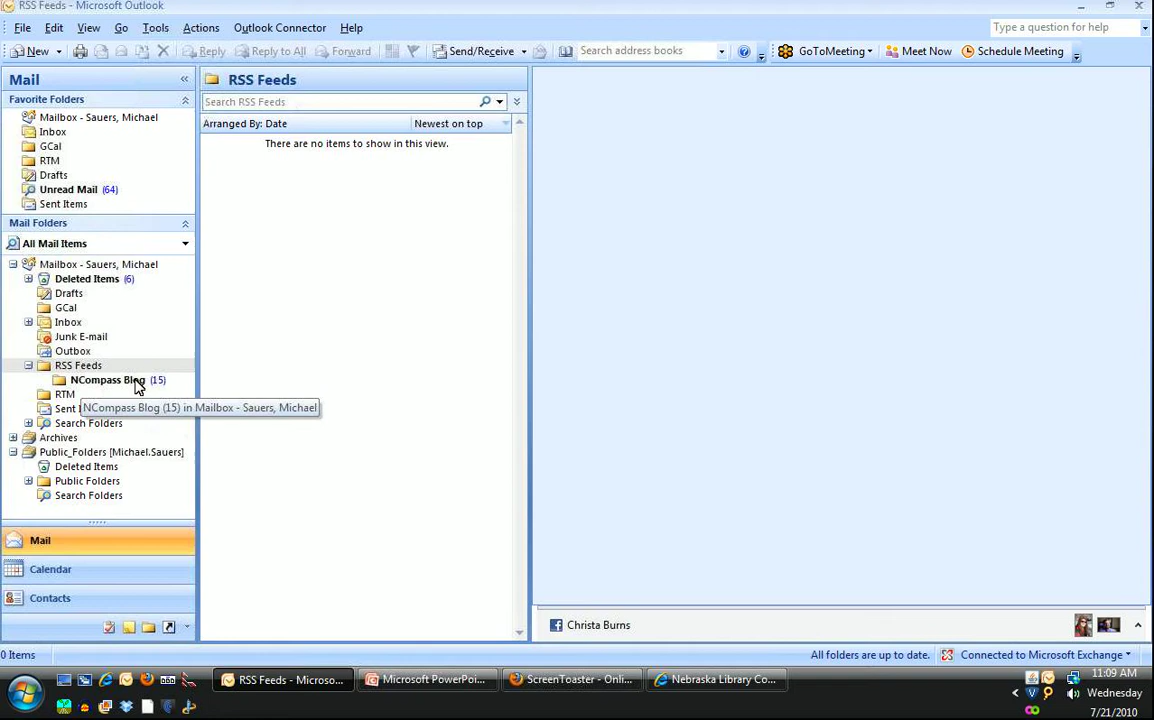 RSS Feeds - Microsoft Outlook
File Edit View Go Tools Actions Outlook Connector Help
Type a question for help
New Reply Reply to All Forward Send/Receive Search address books GoToMeeting Meet Now Schedule Meeting
Mail
Favorite Folders
Mailbox - Sauers, Michael
Inbox
GCal
RTM
Drafts
Unread Mail (64)
Sent Items
Mail Folders
All Mail Items
Mailbox - Sauers, Michael
Deleted Items (6)
Drafts
GCal
Inbox
Junk E-mail
Outbox
RSS Feeds
NCompass Blog (15)
RTM
NCompass Blog (15) in Mailbox - Sauers, Michael
Sent I
Search Folders
Archives
Public_Folders [Michael.Sauers]
Deleted Items
Public Folders
Search Folders
Mail
Calendar
Contacts
RSS Feeds
Search RSS Feeds
Arranged By: Date Newest on top
There are no items to show in this view.
Christa Burns
0 Items
All folders are up to date. Connected to Microsoft Exchange
RSS Feeds - Microso...
Microsoft PowerPoi...
ScreenToaster - Onli...
Nebraska Library Co...
11:09 AM
Wednesday
7/21/2010